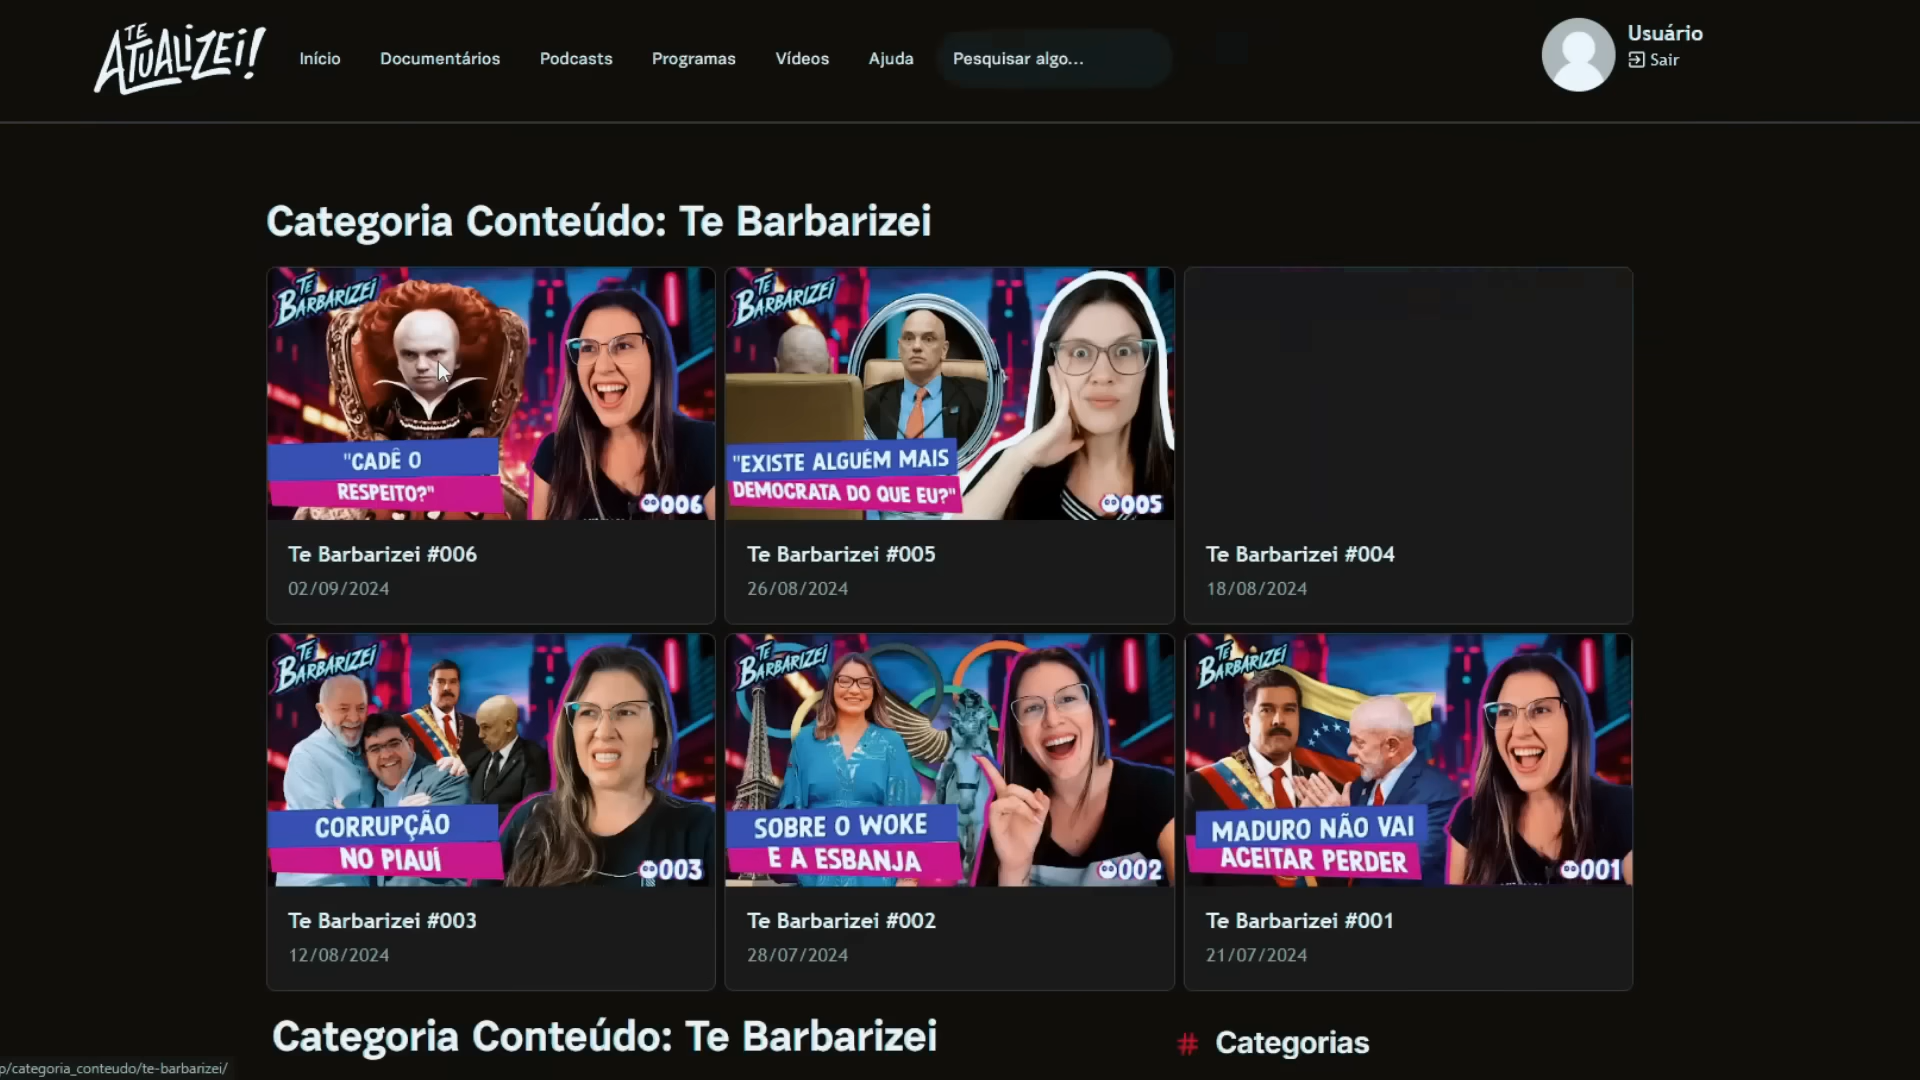 TE ATUALIZEI!
Início
Documentários
Podcasts
Programas
Vídeos
Ajuda
Pesquisar algo...
Usuário
Sair
Categoria Conteúdo: Te Barbarizei
TE BARBARIZEI
"CADÊ O
RESPEITO?"
006
Te Barbarizei #006
02/09/2024
TE BARBARIZEI
"EXISTE ALGUÉM MAIS
DEMOCRATA DO QUE EU?"
005
Te Barbarizei #005
26/08/2024
Te Barbarizei #004
18/08/2024
TE BARBARIZEI
CORRUPÇÃO
NO PIAUÍ
003
Te Barbarizei #003
12/08/2024
TE BARBARIZEI
SOBRE O WOKE
E A ESBANJA
002
Te Barbarizei #002
28/07/2024
TE BARBARIZEI
MADURO NÃO VAI
ACEITAR PERDER
001
Te Barbarizei #001
21/07/2024
Categoria Conteúdo: Te Barbarizei
# Categorias
p/categoria_conteudo/te-barbarizei/